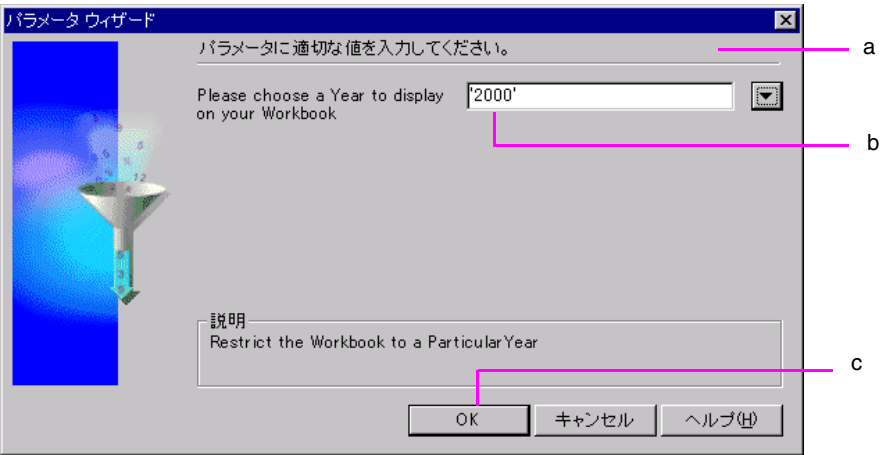 パラメータ ウィザード
パラメータに適切な値を入力してください。
a
Please choose a Year to display
on your Workbook
'2000'
b
説明
Restrict the Workbook to a ParticularYear
c
OK
キャンセル
ヘルプ(H)